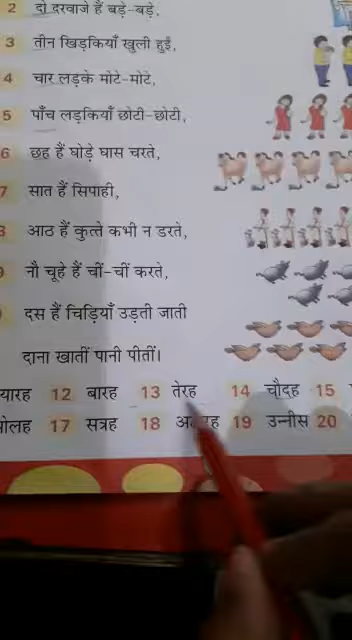 2 दो दरवाजे हैं बड़े-बड़े,
3 तीन खिड़कियाँ खुली हुईं,
4 चार लड़के मोटे-मोटे,
5 पाँच लड़कियाँ छोटी-छोटी,
6 छह हैं घोड़े घास चरते,
7 सात हैं सिपाही,
8 आठ हैं कुत्ते कभी न डरते,
नौ चूहे हैं चीं-चीं करते,
दस हैं चिड़ियाँ उड़ती जाती
दाना खातीं पानी पीतीं।
12 बारह 13 तेरह 14 चौदह 15
17 सत्रह 18 19 उन्नीस 20